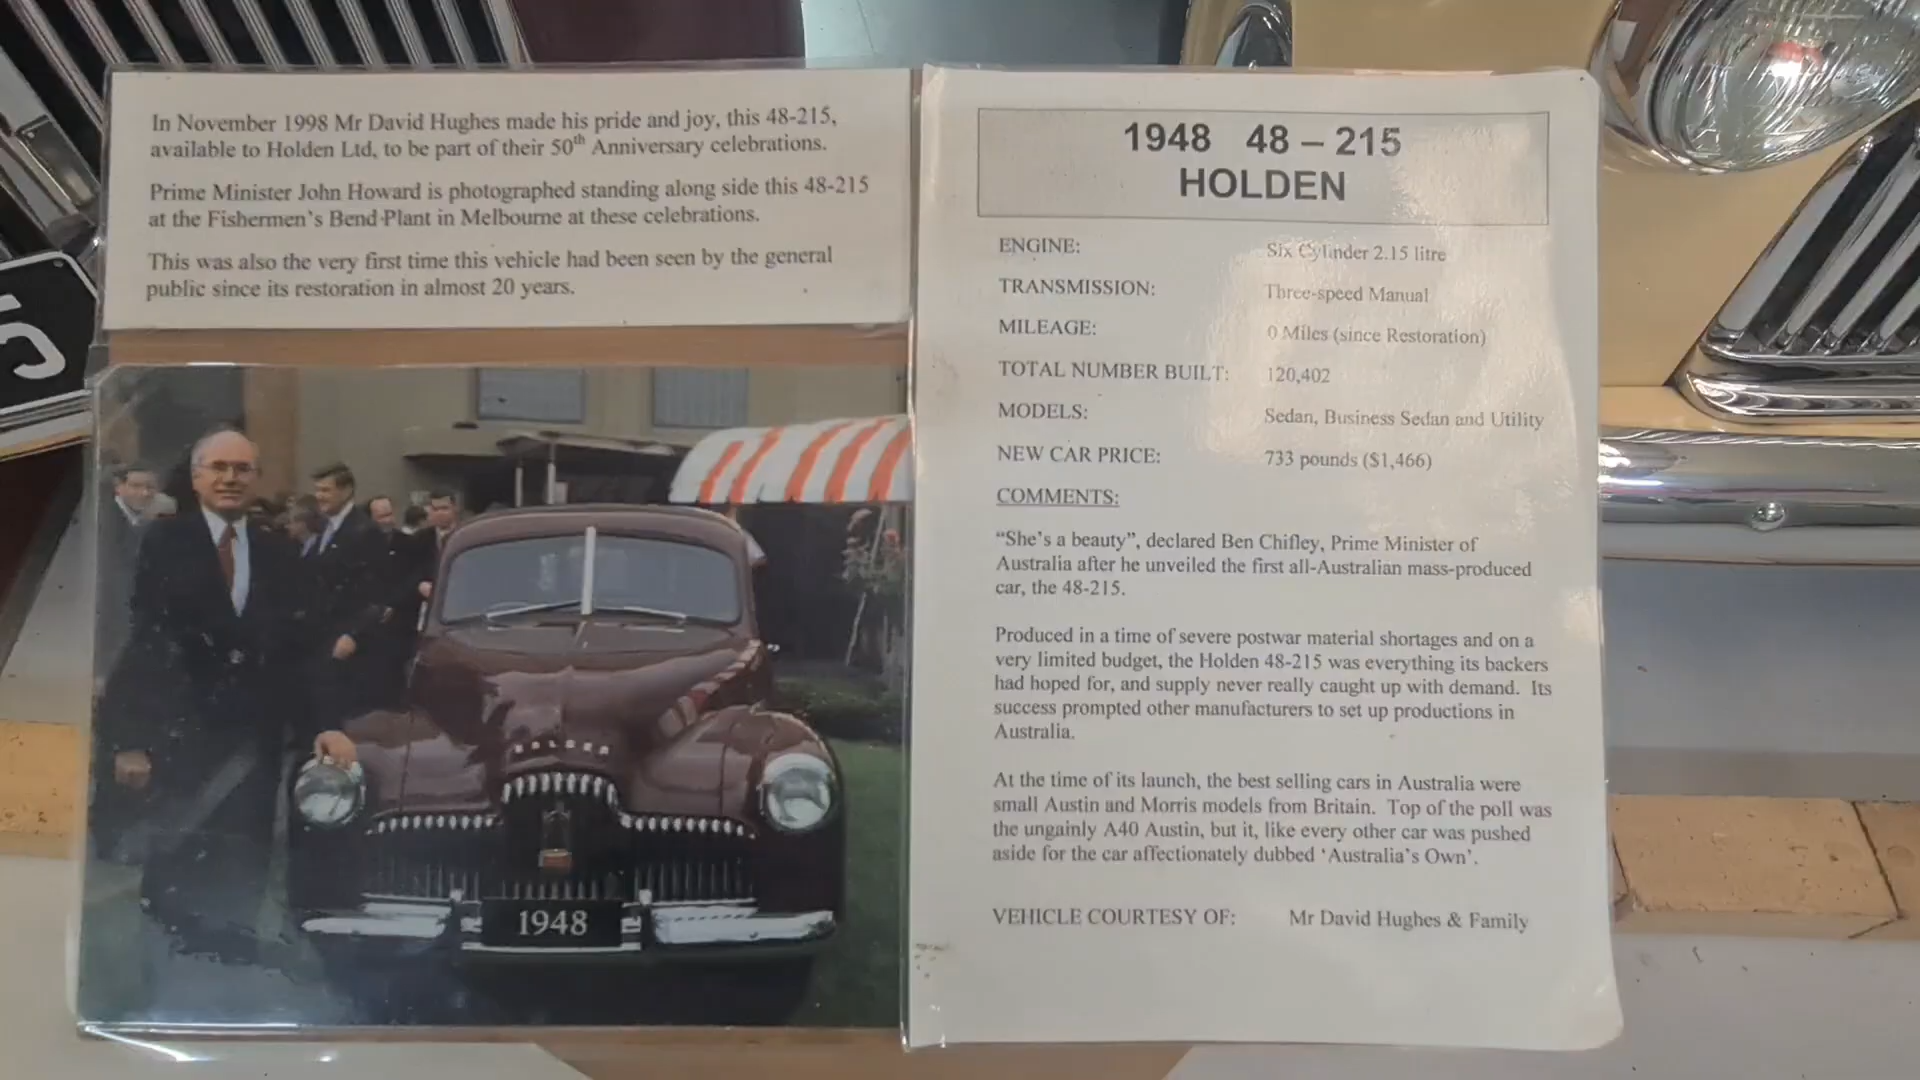 In November 1998 Mr David Hughes made his pride and joy, this 48-215,
available to Holden Ltd, to be part of their 50th Anniversary celebrations.
Prime Minister John Howard is photographed standing along side this 48-215
at the Fishermen's Bend Plant in Melbourne at these celebrations.
This was also the very first time this vehicle had been seen by the general
public since its restoration in almost 20 years.
HOLDEN
1948
1948 48 – 215
HOLDEN
ENGINE: Six Cylinder 2.15 litre
TRANSMISSION: Three-speed Manual
MILEAGE: 0 Miles (since Restoration)
TOTAL NUMBER BUILT: 120,402
MODELS: Sedan, Business Sedan and Utility
NEW CAR PRICE: 733 pounds ($1,466)
COMMENTS:
“She's a beauty”, declared Ben Chifley, Prime Minister of
Australia after he unveiled the first all-Australian mass-produced
car, the 48-215.
Produced in a time of severe postwar material shortages and on a
very limited budget, the Holden 48-215 was everything its backers
had hoped for, and supply never really caught up with demand. Its
success prompted other manufacturers to set up productions in
Australia.
At the time of its launch, the best selling cars in Australia were
small Austin and Morris models from Britain. Top of the poll was
the ungainly A40 Austin, but it, like every other car was pushed
aside for the car affectionately dubbed ‘Australia's Own’.
VEHICLE COURTESY OF: Mr David Hughes & Family